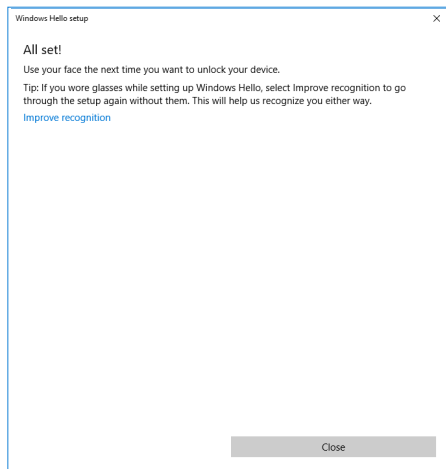 Windows Hello setup
All set!
Use your face the next time you want to unlock your device.
Tip: If you wore glasses while setting up Windows Hello, select Improve recognition to go
through the setup again without them. This will help us recognize you either way.
Improve recognition
Close